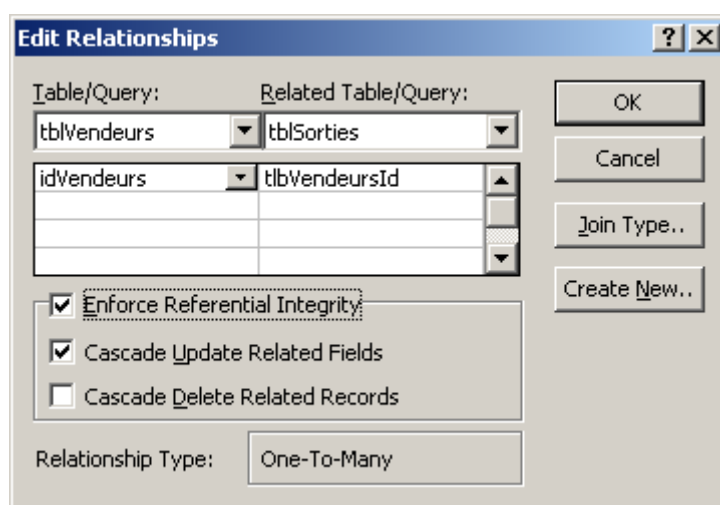 Edit Relationships
Table/Query: Related Table/Query:
OK
tblVendeurs tblSorties
Cancel
idVendeurs tlbVendeursId
Join Type..
Create New..
Enforce Referential Integrity
Cascade Update Related Fields
Cascade Delete Related Records
Relationship Type: One-To-Many